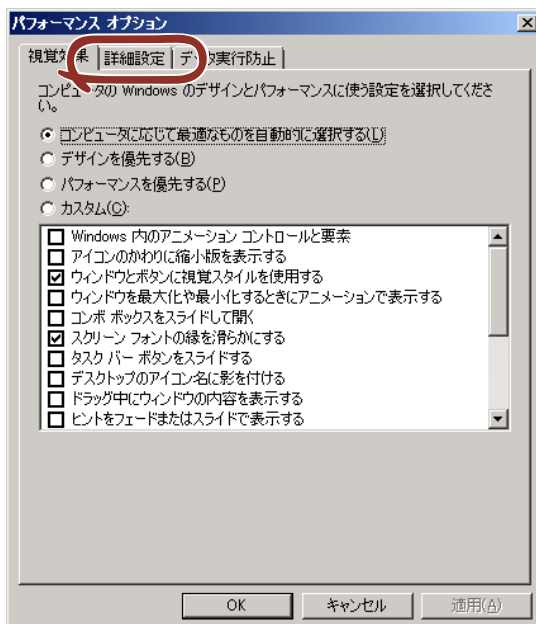 パフォーマンス オプション
視覚効果 詳細設定 データ実行防止
コンピュータの Windows のデザインとパフォーマンスに使う設定を選択してくださ
い。
コンピュータに応じて最適なものを自動的に選択する(L)
デザインを優先する(B)
パフォーマンスを優先する(P)
カスタム(C):
Windows 内のアニメーション コントロールと要素
アイコンのかわりに縮小版を表示する
ウィンドウとボタンに視覚スタイルを使用する
ウィンドウを最大化や最小化するときにアニメーションで表示する
コンボ ボックスをスライドして開く
スクリーン フォントの縁を滑らかにする
タスク バー ボタンをスライドする
デスクトップのアイコン名に影を付ける
ドラッグ中にウィンドウの内容を表示する
ヒントをフェードまたはスライドで表示する
OK キャンセル 適用(A)